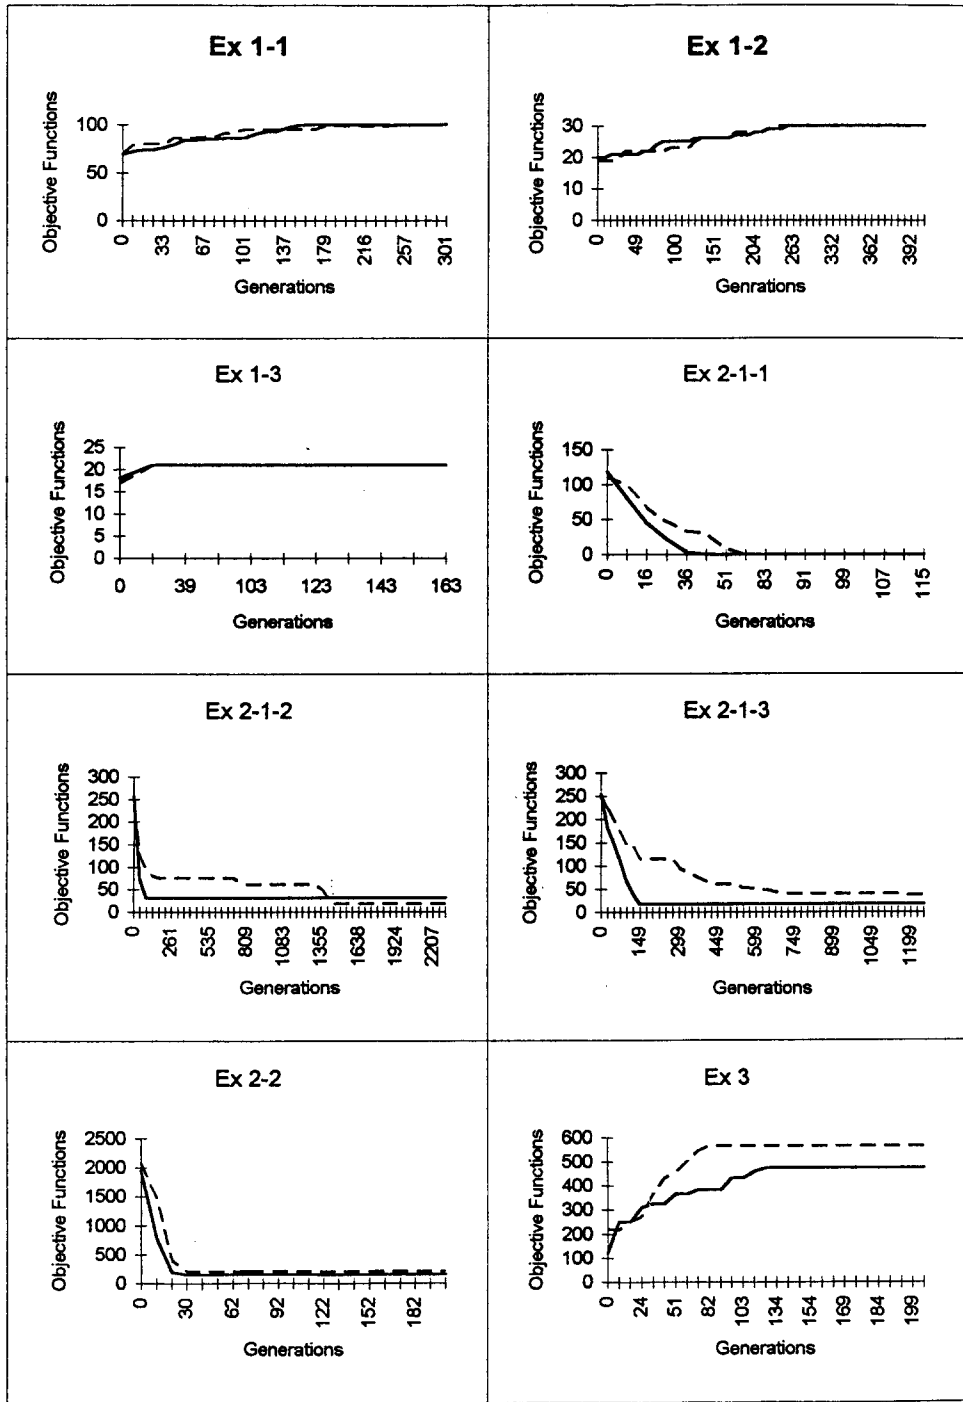 Ex 1-1
Objective Functions
100
50
0
0 33 67 101 137 179 216 257 301
Generations
Ex 1-2
Objective Functions
30
20
10
0
0 49 100 151 204 263 332 362 392
Genrations
Ex 1-3
Objective Functions
25
20
15
10
5
0
0 39 103 123 143 163
Generations
Ex 2-1-1
Objective Functions
150
100
50
0
0 16 36 51 83 91 99 107 115
Generations
Ex 2-1-2
Objective Functions
300
250
200
150
100
50
0
0 261 535 809 1083 1355 1638 1924 2207
Generations
Ex 2-1-3
Objective Functions
300
250
200
150
100
50
0
0 149 299 449 599 749 899 1049 1199
Generations
Ex 2-2
Objective Functions
2500
2000
1500
1000
500
0
0 30 62 92 122 152 182
Generations
Ex 3
Objective Functions
600
500
400
300
200
100
0
0 24 51 82 103 134 169 184 199
Generations